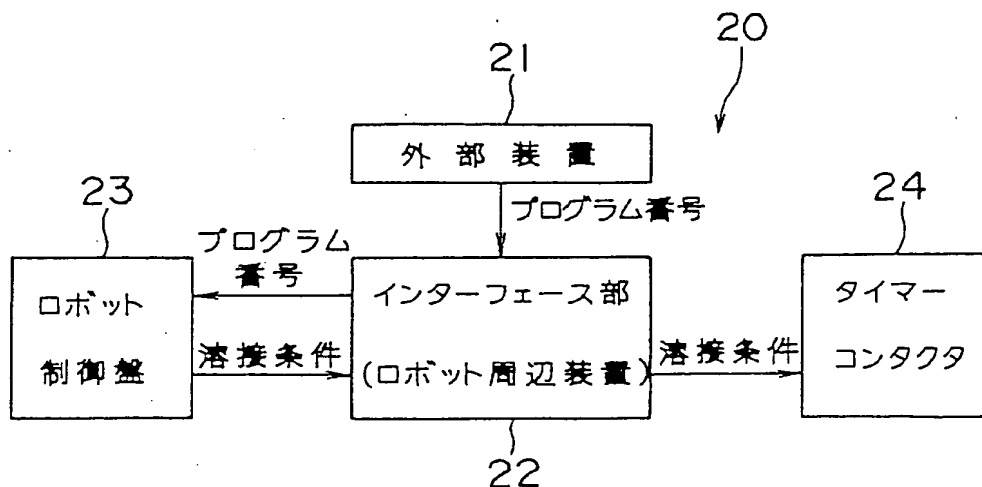 20
21
外部装置
プログラム番号
23
プログラム
番号
ロボット
制御盤
溶接条件
インターフェース部
(ロボット周辺装置)
22
溶接条件
24
タイマー
コンタクタ